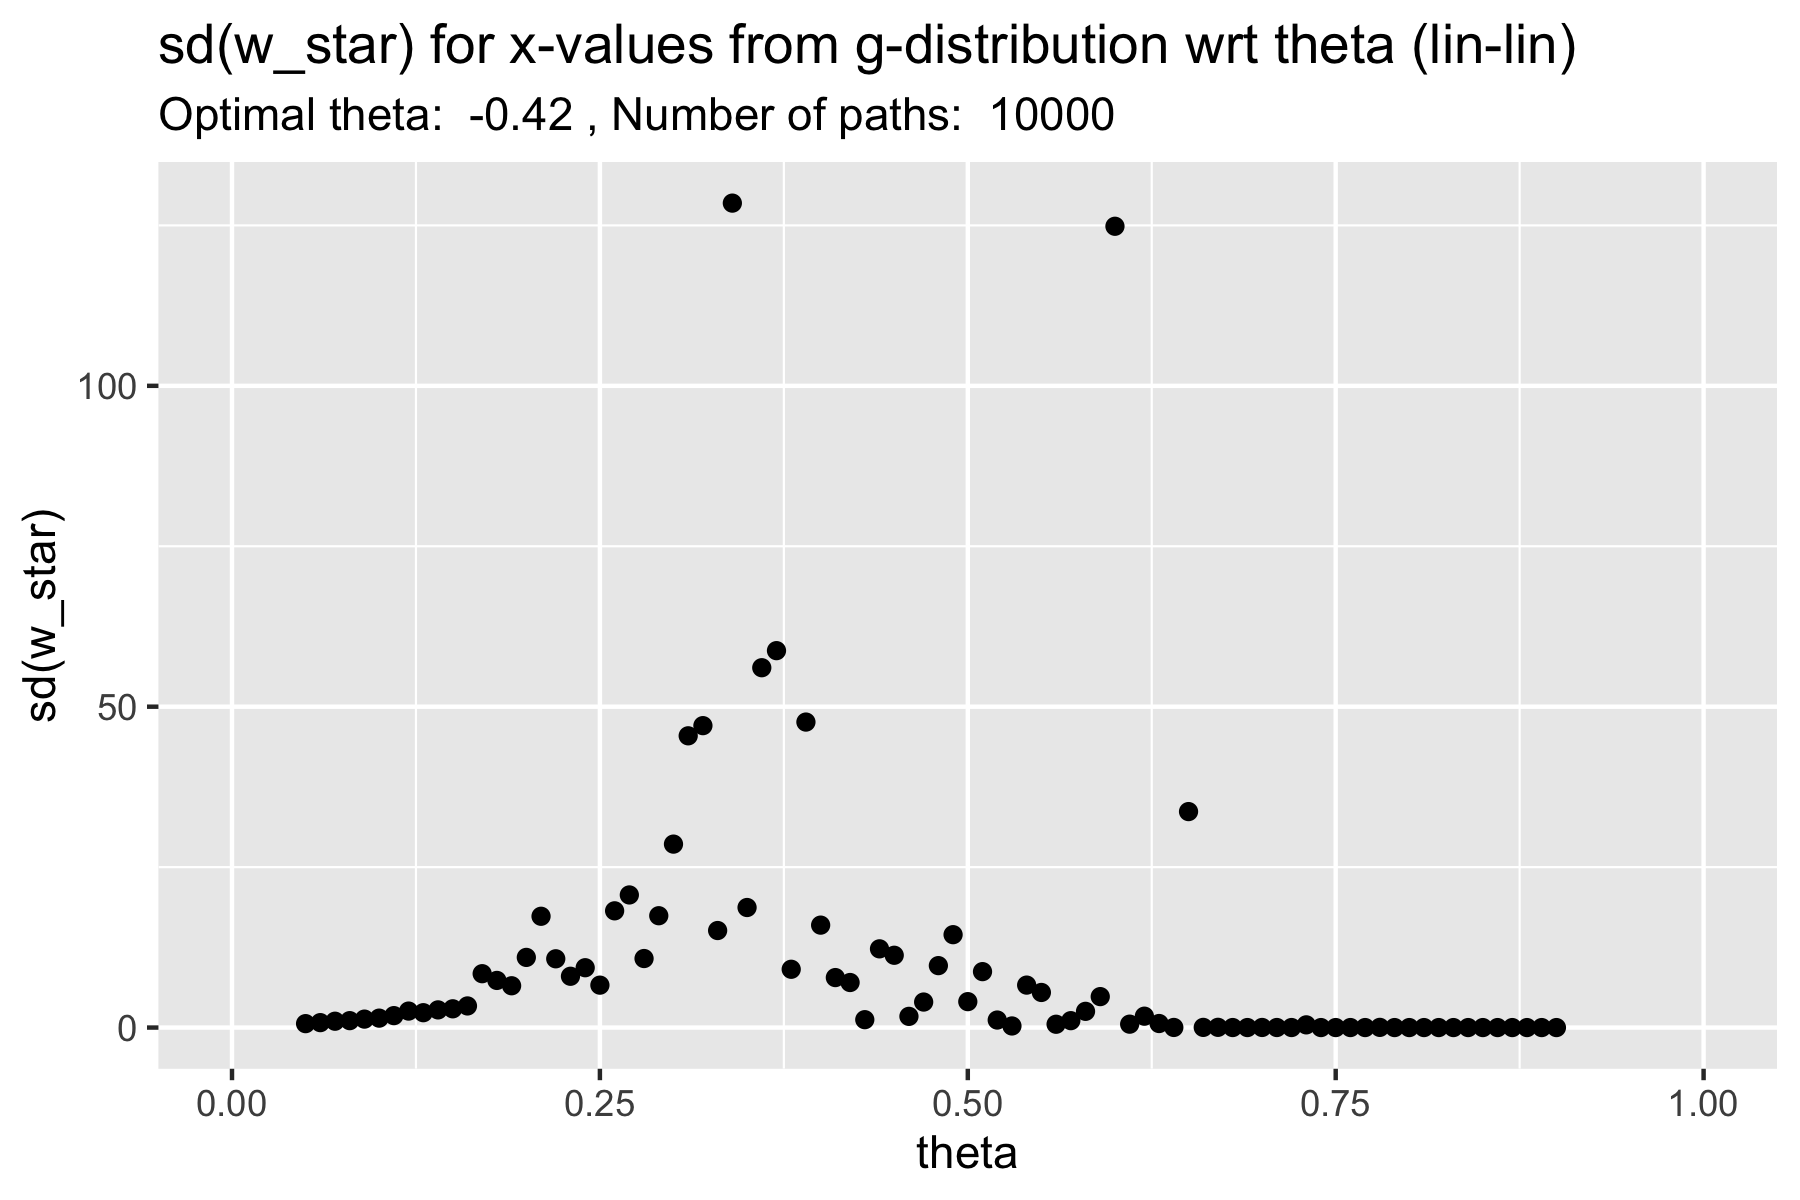 sd(w_star) for x-values from g-distribution wrt theta (lin-lin)
Optimal theta:  -0.42 , Number of paths:  10000
100
50
0
sd(w_star)
0.00 0.25 0.50 0.75 1.00
theta